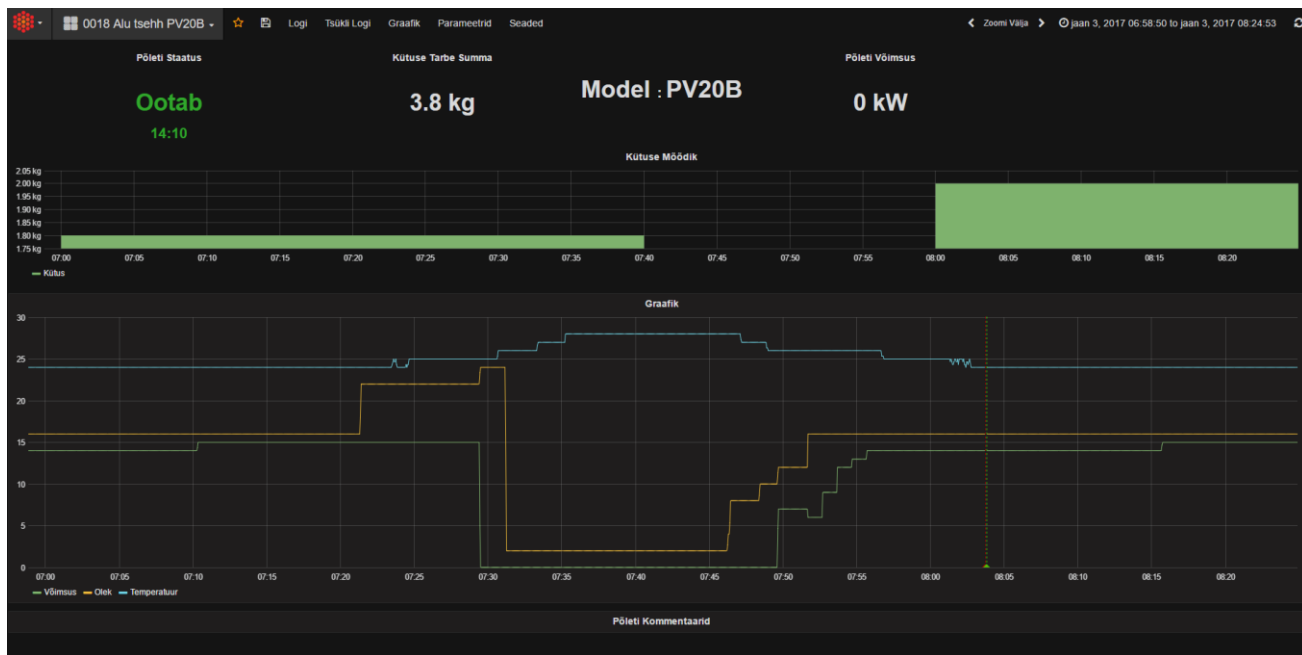 0018 Alu tsehh PV20B Logi Tsükli Logi Graafik Parameetrid Seaded Zoomi Välja jaan 3, 2017 06:58:50 to jaan 3, 2017 08:24:53
Põleti Staatus Kütuse Tarbe Summa Põleti Võimsus
Ootab 3.8 kg Model : PV20B 0 kW
14:10
Kütuse Mõõdik
2.05 kg
2.00 kg
1.95 kg
1.90 kg
1.85 kg
1.80 kg
1.75 kg
07:00 07:05 07:10 07:15 07:20 07:25 07:30 07:35 07:40 07:45 07:50 07:55 08:00 08:05 08:10 08:15 08:20
Kütus
Graafik
30
25
20
15
10
5
0
07:00 07:05 07:10 07:15 07:20 07:25 07:30 07:35 07:40 07:45 07:50 07:55 08:00 08:05 08:10 08:15 08:20
Võimsus Olek Temperatuur
Põleti Kommentaarid